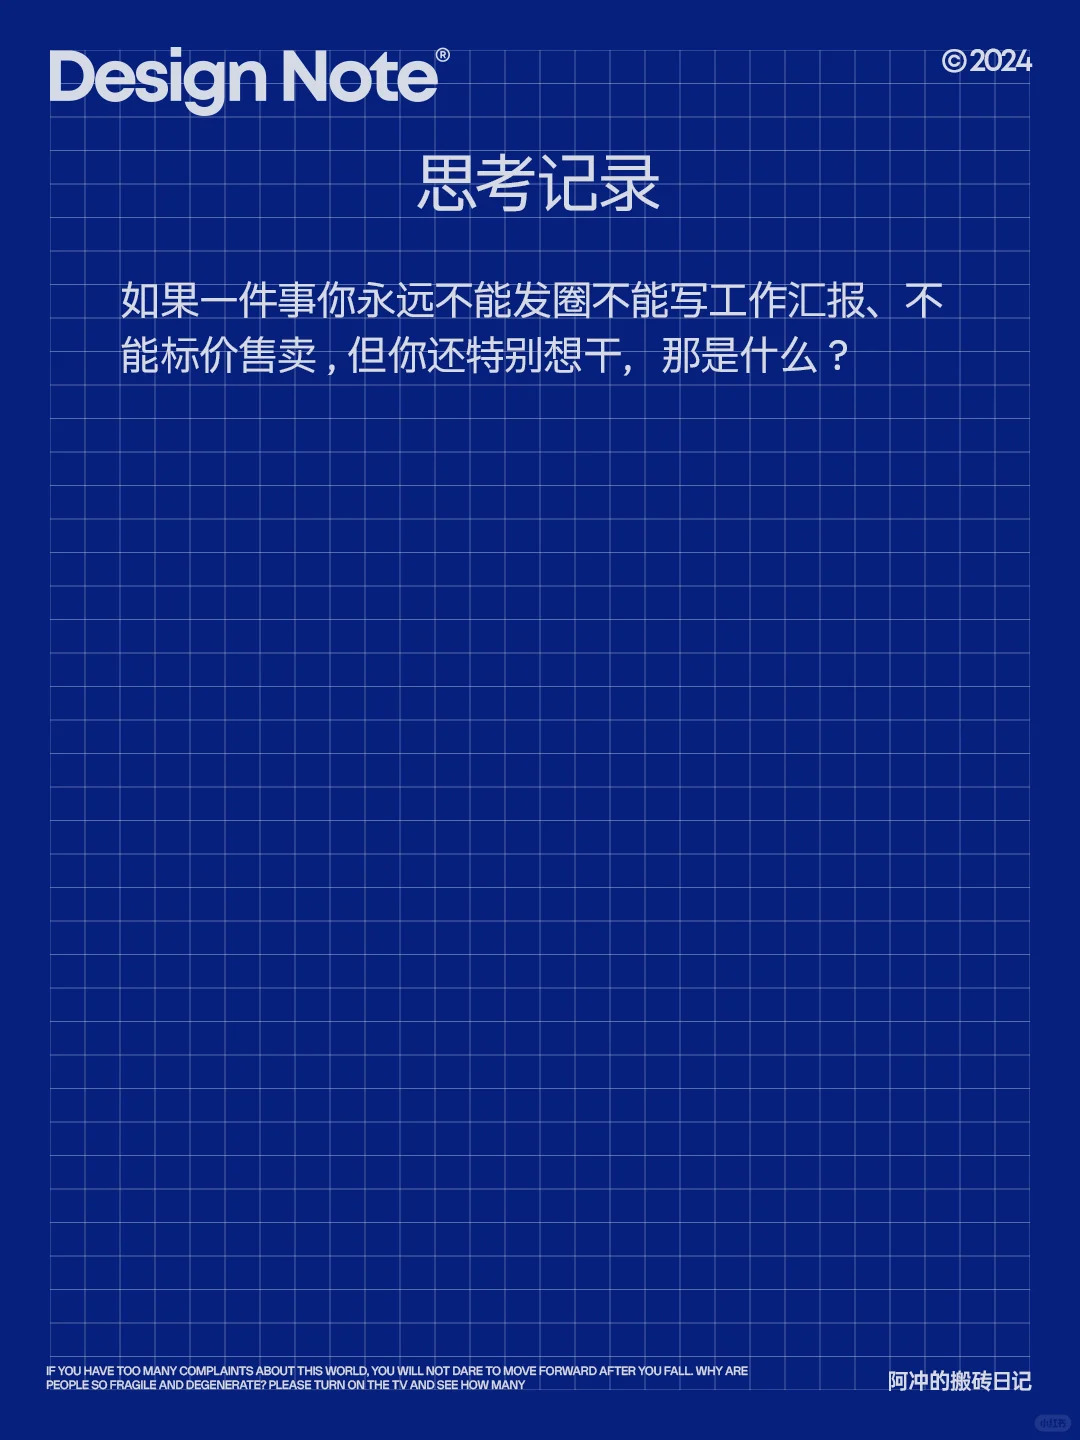 Design Note®
©2024
思考记录
如果一件事你永远不能发圈不能写工作汇报、不
能标价售卖，但你还特别想干， 那是什么？
IF YOU HAVE TOO MANY COMPLAINTS ABOUT THIS WORLD, YOU WILL NOT DARE TO MOVE FORWARD AFTER YOU FALL. WHY ARE
PEOPLE SO FRAGILE AND DEGENERATE? PLEASE TURN ON THE TV AND SEE HOW MANY
阿冲的搬砖日记
小红书